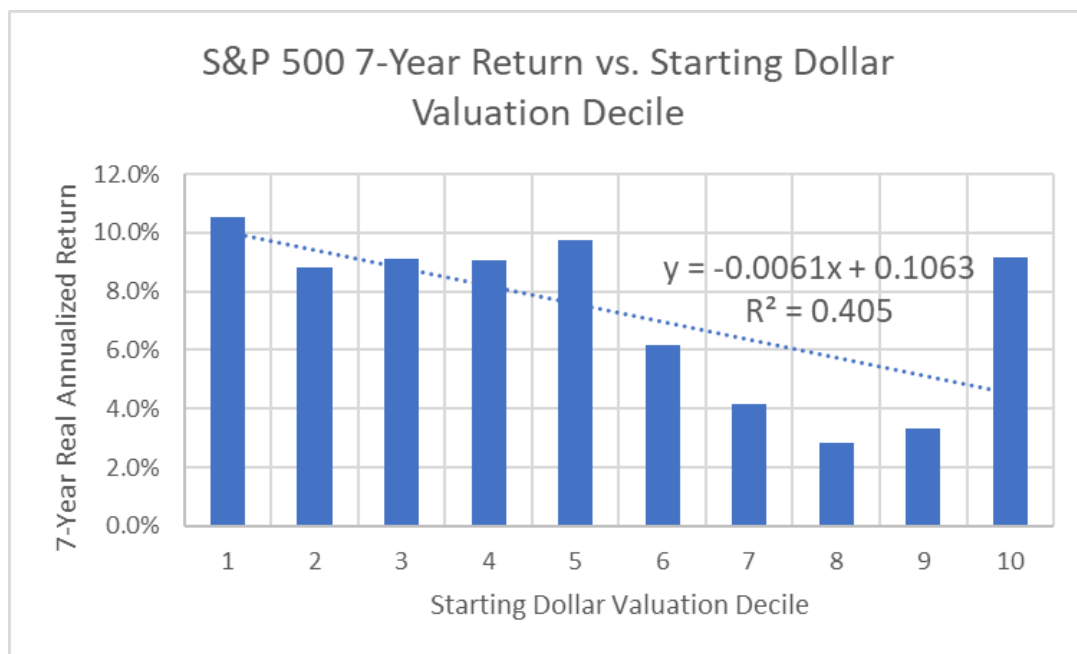 S&P 500 7-Year Return vs. Starting Dollar
Valuation Decile
7-Year Real Annualized Return
12.0%
10.0%
8.0%
6.0%
4.0%
2.0%
0.0%
y = -0.0061x + 0.1063
R² = 0.405
1 2 3 4 5 6 7 8 9 10
Starting Dollar Valuation Decile